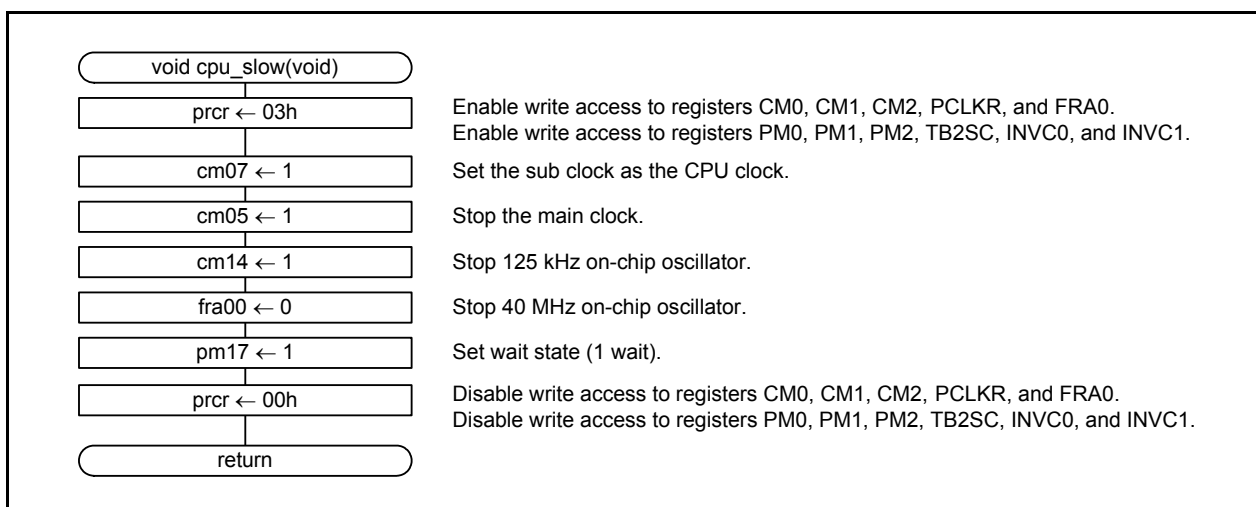 void cpu_slow(void)
prcr ← 03h
Enable write access to registers CM0, CM1, CM2, PCLKR, and FRA0.
Enable write access to registers PM0, PM1, PM2, TB2SC, INVC0, and INVC1.
cm07 ← 1
Set the sub clock as the CPU clock.
cm05 ← 1
Stop the main clock.
cm14 ← 1
Stop 125 kHz on-chip oscillator.
fra00 ← 0
Stop 40 MHz on-chip oscillator.
pm17 ← 1
Set wait state (1 wait).
prcr ← 00h
Disable write access to registers CM0, CM1, CM2, PCLKR, and FRA0.
Disable write access to registers PM0, PM1, PM2, TB2SC, INVC0, and INVC1.
return